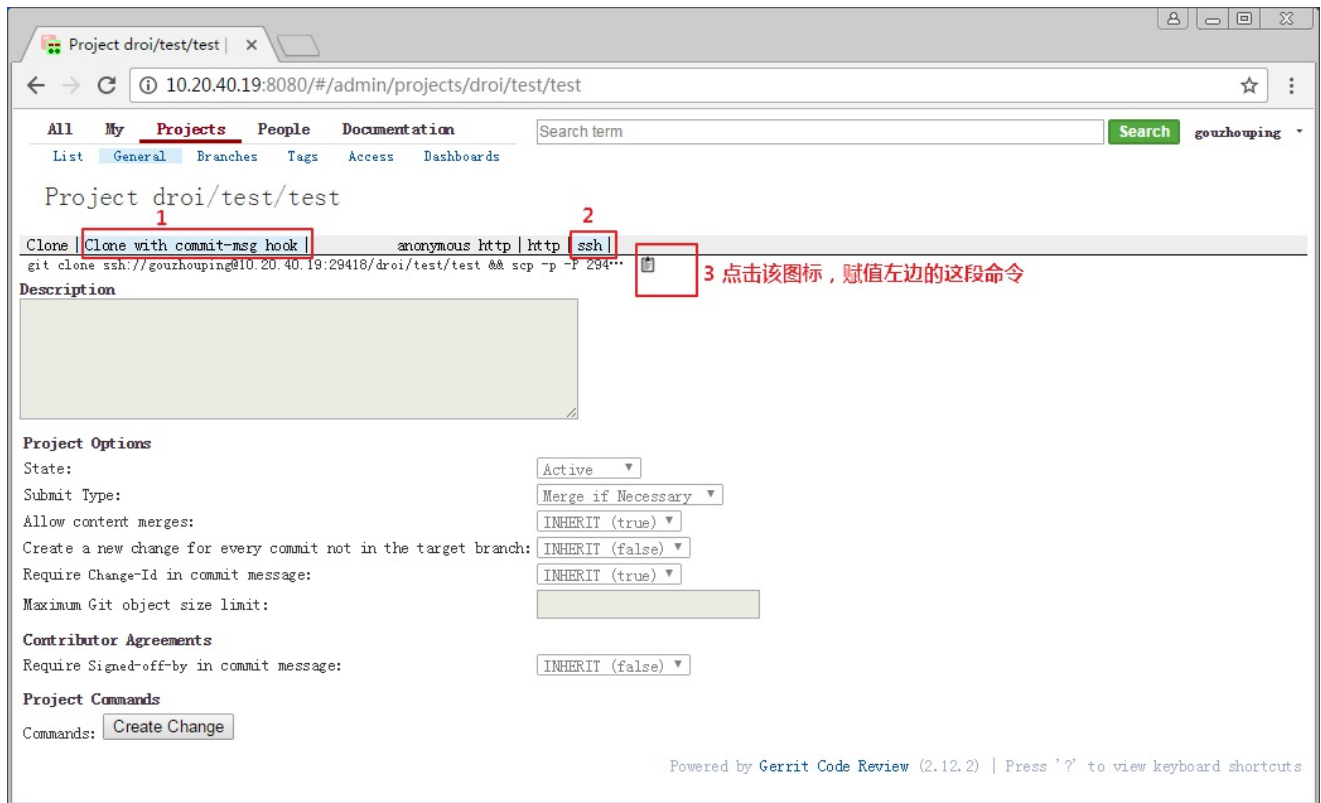 Project droi/test/test |
10.20.40.19:8080/#/admin/projects/droi/test/test
All My Projects People Documentation Search term Search gouzhouping
List General Branches Tags Access Dashboards
Project droi/test/test
1 2
Clone | Clone with commit-msg hook | anonymous http | http | ssh |
git clone ssh://gouzhouping@10.20.40.19:29418/droi/test/test && scp -p -P 294…
3 点击该图标，赋值左边的这段命令
Description
Project Options
State: Active
Submit Type: Merge if Necessary
Allow content merges: INHERIT (true)
Create a new change for every commit not in the target branch: INHERIT (false)
Require Change-Id in commit message: INHERIT (true)
Maximum Git object size limit:
Contributor Agreements
Require Signed-off-by in commit message: INHERIT (false)
Project Commands
Commands: Create Change
Powered by Gerrit Code Review (2.12.2) | Press '?' to view keyboard shortcuts